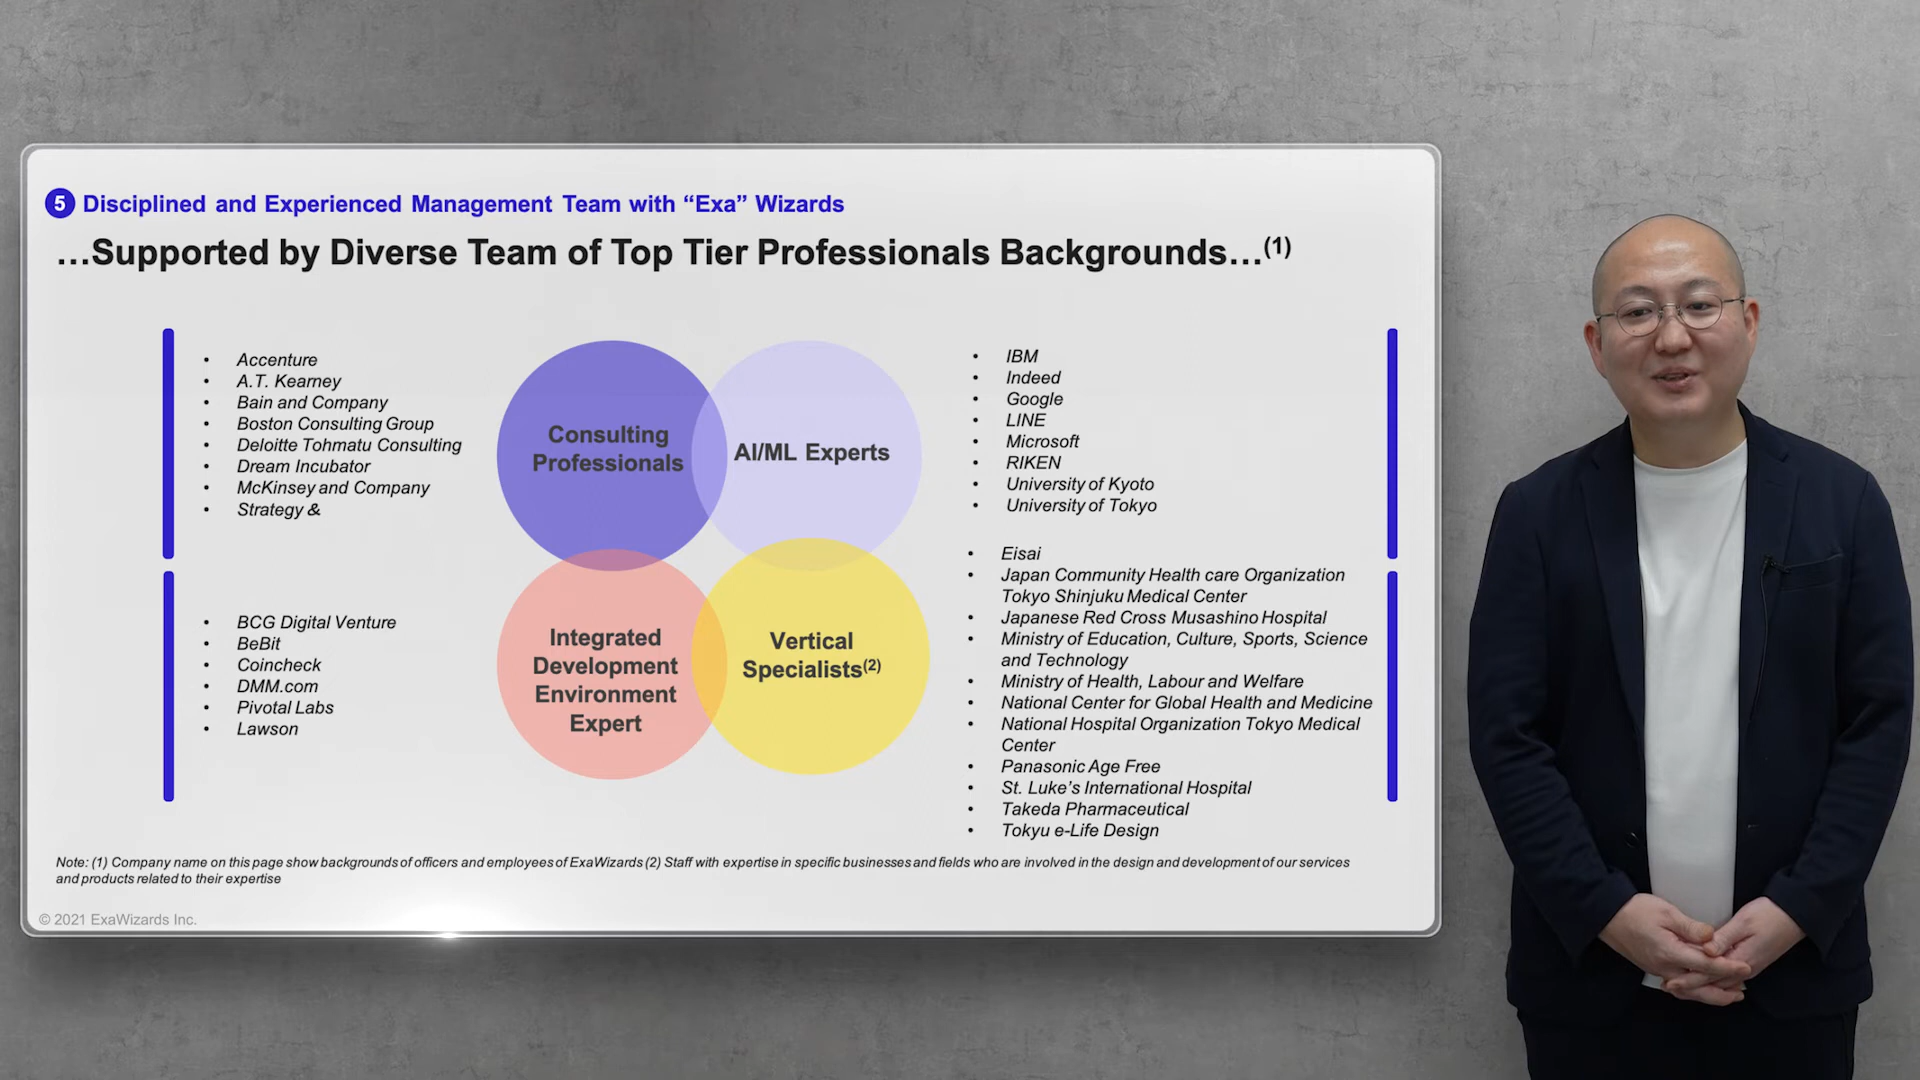 5 Disciplined and Experienced Management Team with “Exa” Wizards
…Supported by Diverse Team of Top Tier Professionals Backgrounds…(1)
• Accenture
• A.T. Kearney
• Bain and Company
• Boston Consulting Group
• Deloitte Tohmatu Consulting
• Dream Incubator
• McKinsey and Company
• Strategy &
Consulting
Professionals
AI/ML Experts
• IBM
• Indeed
• Google
• LINE
• Microsoft
• RIKEN
• University of Kyoto
• University of Tokyo
• BCG Digital Venture
• BeBit
• Coincheck
• DMM.com
• Pivotal Labs
• Lawson
Integrated
Development
Environment
Expert
Vertical
Specialists(2)
• Eisai
• Japan Community Health care Organization
Tokyo Shinjuku Medical Center
• Japanese Red Cross Musashino Hospital
• Ministry of Education, Culture, Sports, Science
and Technology
• Ministry of Health, Labour and Welfare
• National Center for Global Health and Medicine
• National Hospital Organization Tokyo Medical
Center
• Panasonic Age Free
• St. Luke’s International Hospital
• Takeda Pharmaceutical
• Tokyu e-Life Design
Note: (1) Company name on this page show backgrounds of officers and employees of ExaWizards (2) Staff with expertise in specific businesses and fields who are involved in the design and development of our services
and products related to their expertise
© 2021 ExaWizards Inc.